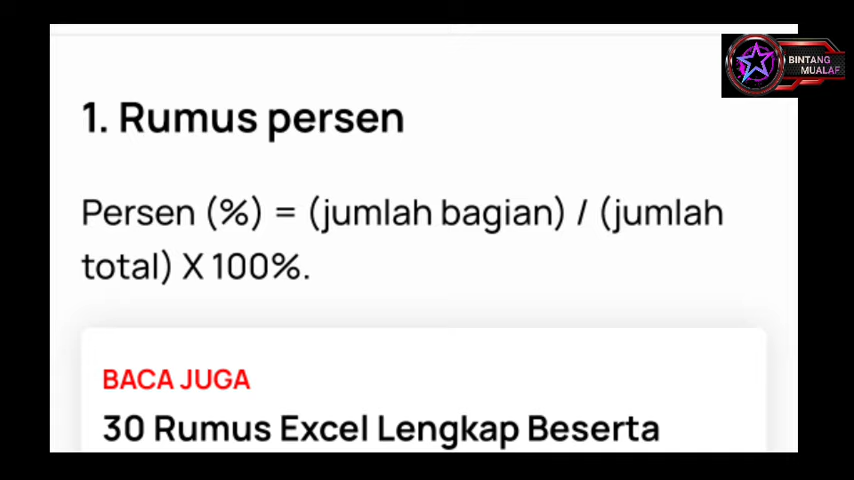 BINTANG
MUALAF
1. Rumus persen
Persen (%) = (jumlah bagian) / (jumlah
total) X 100%.
BACA JUGA
30 Rumus Excel Lengkap Beserta